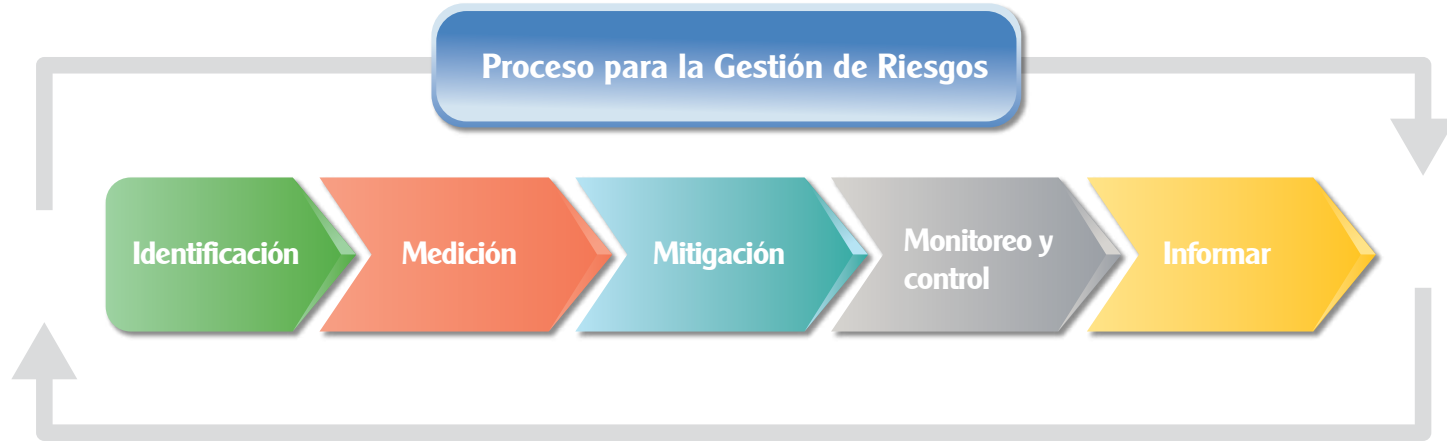 Proceso para la Gestión de Riesgos
Identificación
Medición
Mitigación
Monitoreo y
control
Informar